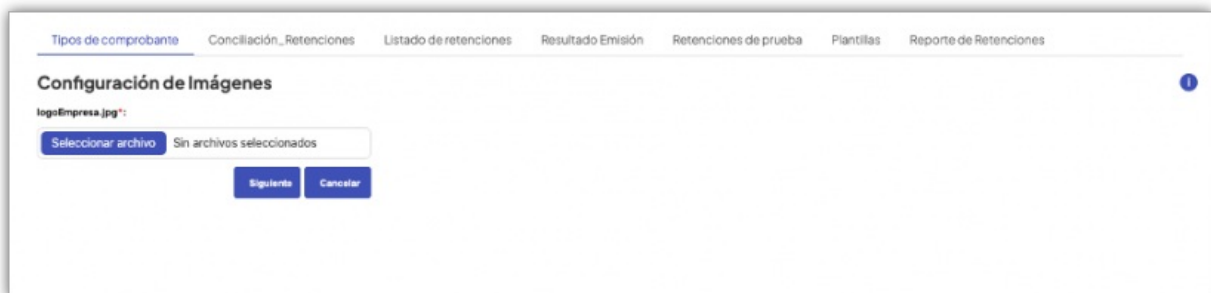 Tipos de comprobante Conciliación_Retenciones Listado de retenciones Resultado Emisión Retenciones de prueba Plantillas Reporte de Retenciones
Configuración de Imágenes
i
logoEmpresa.jpg*:
Seleccionar archivo Sin archivos seleccionados
Siguiente Cancelar